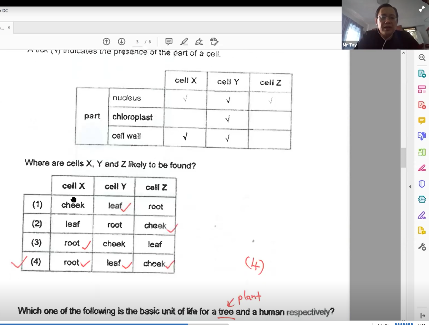 A tick (√) indicates the presence of the part of a cell.
cell X cell Y cell Z
nucleus √ √ √
part chloroplast √
cell wall √ √
Where are cells X, Y and Z likely to be found?
cell X cell Y cell Z
(1) cheek leaf ✓ root
(2) leaf root cheek ✓
(3) root ✓ cheek leaf
✓ (4) root ✓ leaf ✓ cheek ✓
(4)
plant
Which one of the following is the basic unit of life for a tree and a human respectively?